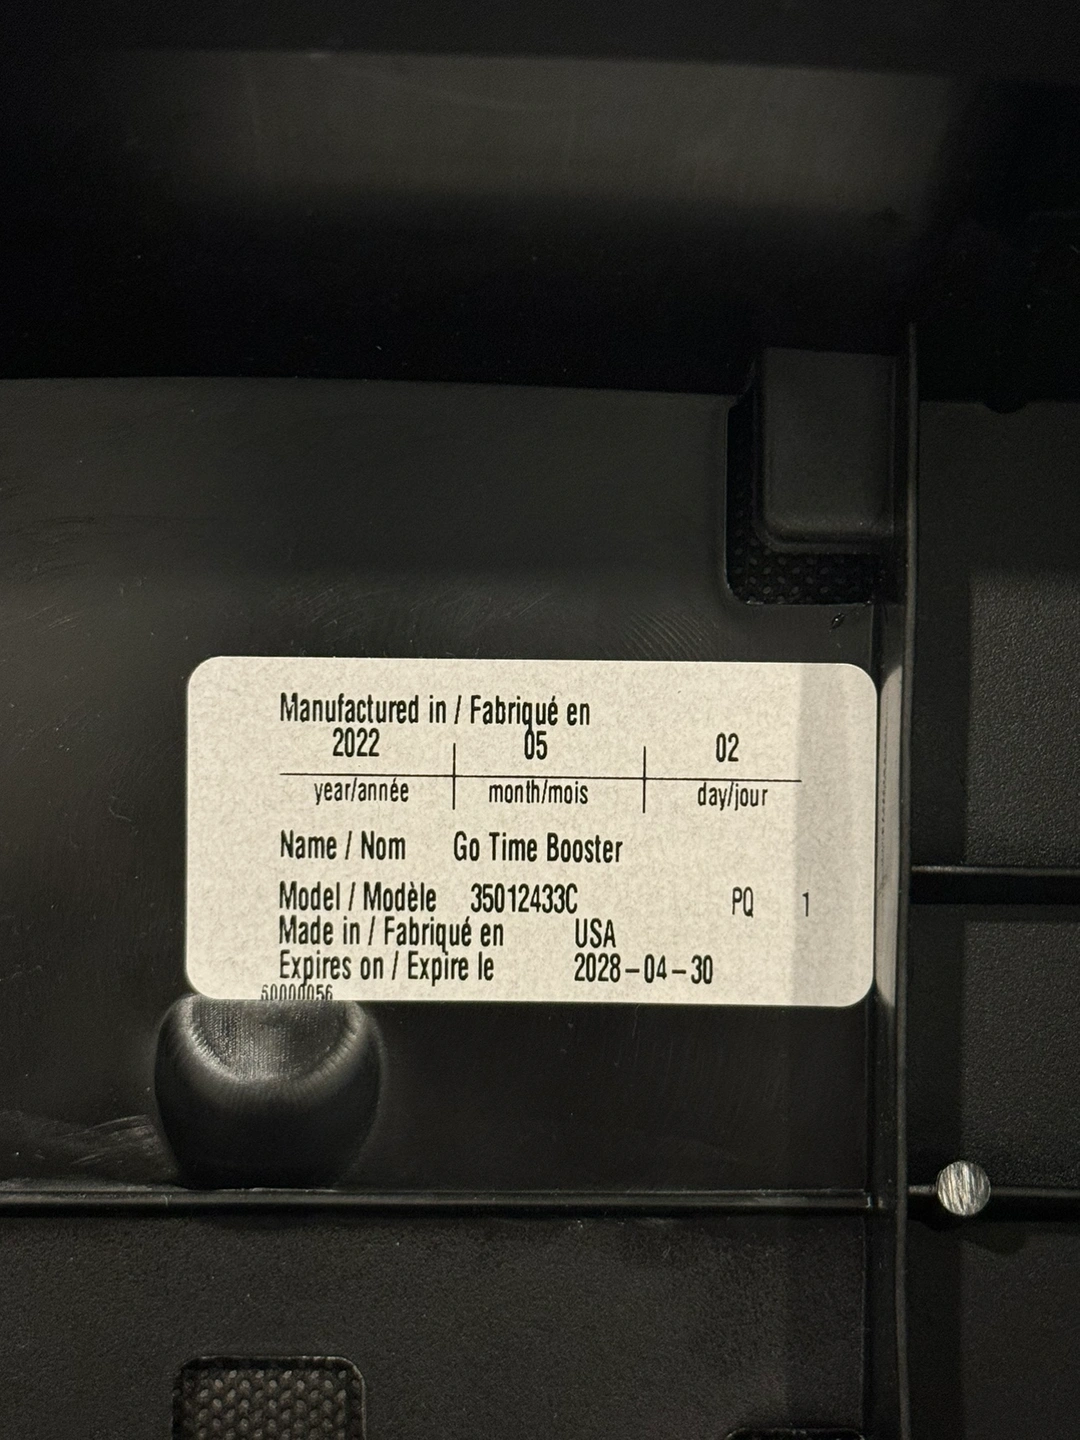 Manufactured in / Fabriqué en
2022 05 02
year/année month/mois day/jour
Name / Nom Go Time Booster
Model / Modèle 35012433C PQ 1
Made in / Fabriqué en USA
Expires on / Expire le 2028-04-30
60000056